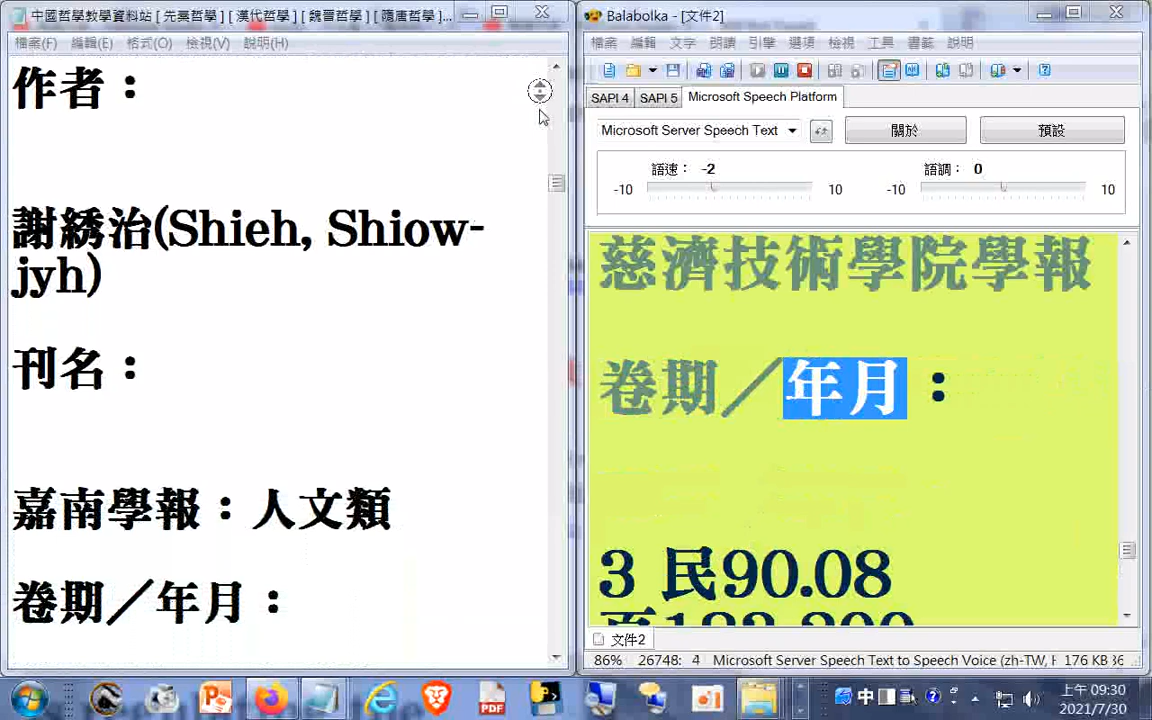 中國哲學教學資料站 [ 先秦哲學 ] [ 漢代哲學 ] [ 魏晉哲學 ] [ 隋唐哲學 ]...
檔案(F) 編輯(E) 格式(O) 檢視(V) 說明(H)
作者：
謝綉治(Shieh, Shiow-
jyh)
刊名：
嘉南學報：人文類
卷期／年月：
Balabolka - [文件2]
檔案 編輯 文字 朗讀 引擎 選項 檢視 工具 書籤 說明
SAPI 4 SAPI 5 Microsoft Speech Platform
Microsoft Server Speech Text 關於 預設
語速： -2 語調： 0
-10 10 -10 10
慈濟技術學院學報
卷期／年月：
3 民90.08
文件2
86% 26748: 4 Microsoft Server Speech Text to Speech Voice (zh-TW, H 176 KB
中
上午 09:30
2021/7/30